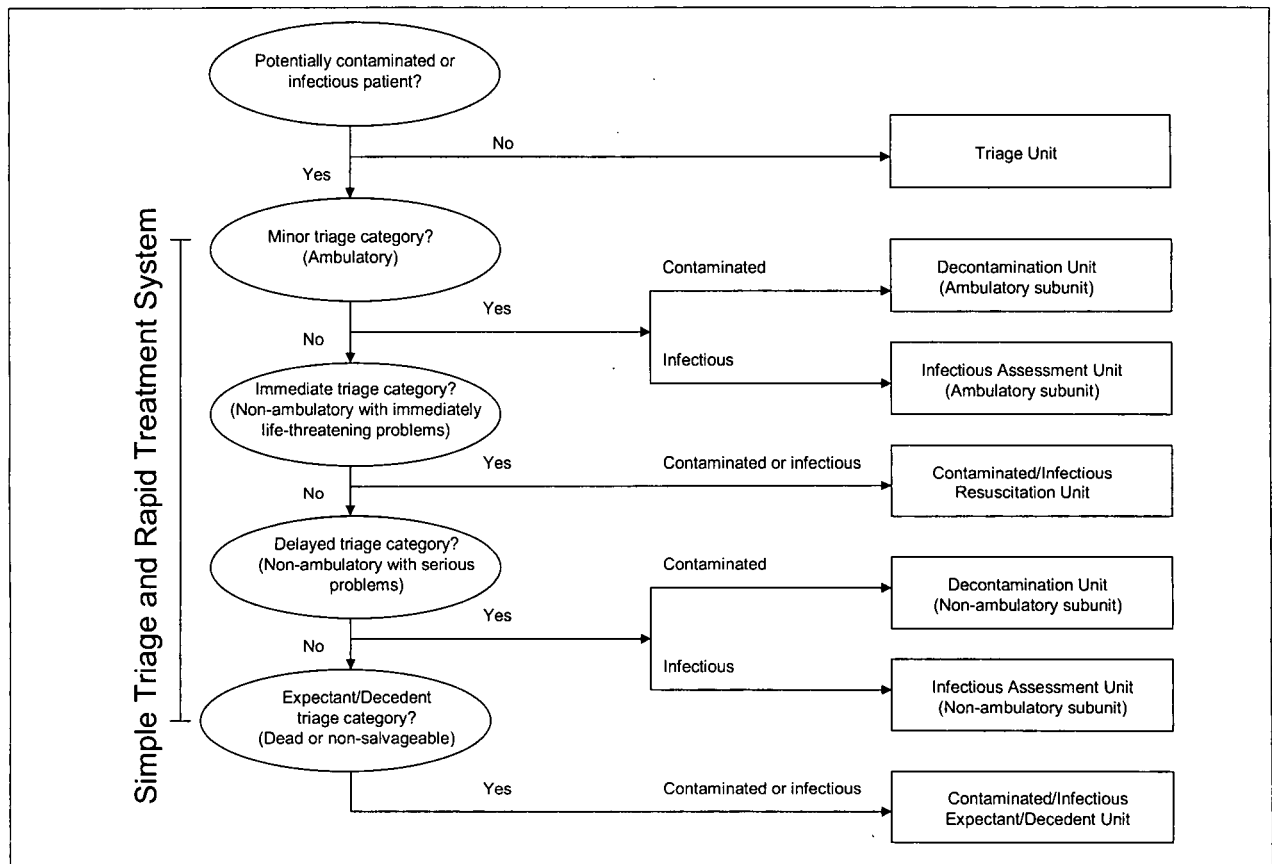 Potentially contaminated or
infectious patient?
No
Triage Unit
Yes
Simple Triage and Rapid Treatment System
Minor triage category?
(Ambulatory)
Contaminated
Decontamination Unit
(Ambulatory subunit)
Yes
No
Infectious
Infectious Assessment Unit
(Ambulatory subunit)
Immediate triage category?
(Non-ambulatory with immediately
life-threatening problems)
Yes
Contaminated or infectious
Contaminated/Infectious
Resuscitation Unit
No
Delayed triage category?
(Non-ambulatory with serious
problems)
Contaminated
Decontamination Unit
(Non-ambulatory subunit)
Yes
No
Infectious
Infectious Assessment Unit
(Non-ambulatory subunit)
Expectant/Decedent
triage category?
(Dead or non-salvageable)
Yes
Contaminated or infectious
Contaminated/Infectious
Expectant/Decedent Unit